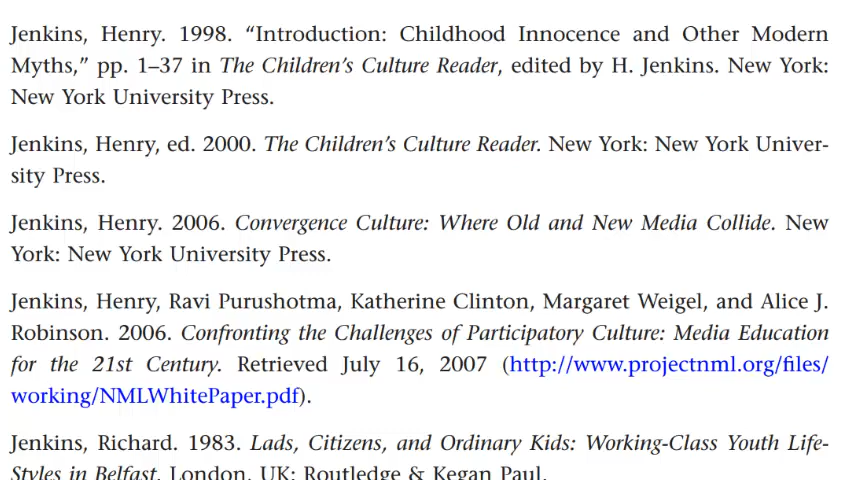 Jenkins, Henry. 1998. “Introduction: Childhood Innocence and Other Modern
Myths,” pp. 1–37 in The Children’s Culture Reader, edited by H. Jenkins. New York:
New York University Press.
Jenkins, Henry, ed. 2000. The Children’s Culture Reader. New York: New York Univer-
sity Press.
Jenkins, Henry. 2006. Convergence Culture: Where Old and New Media Collide. New
York: New York University Press.
Jenkins, Henry, Ravi Purushotma, Katherine Clinton, Margaret Weigel, and Alice J.
Robinson. 2006. Confronting the Challenges of Participatory Culture: Media Education
for the 21st Century. Retrieved July 16, 2007 (http://www.projectnml.org/files/
working/NMLWhitePaper.pdf).
Jenkins, Richard. 1983. Lads, Citizens, and Ordinary Kids: Working-Class Youth Life-
Styles in Belfast. London, UK: Routledge & Kegan Paul.